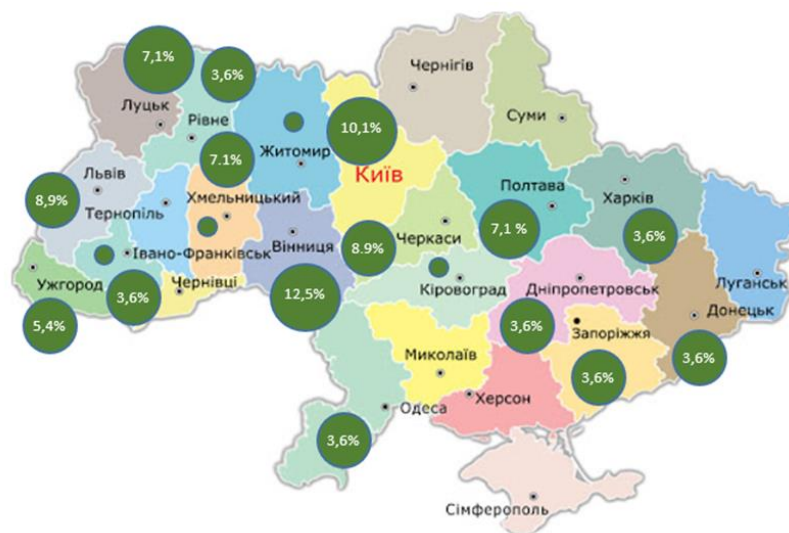 7,1%
3,6%
Чернігів
Луцьк
Рівне
10,1%
Суми
7.1%
Житомир
Київ
Львів
8,9%
Тернопіль
Хмельницький
Полтава
Харків
7,1 %
3,6%
Черкаси
8.9%
Вінниця
Івано-Франківськ
Ужгород
3,6%
Чернівці
12,5%
Кіровоград
Дніпропетровськ
Луганськ
Донецьк
5,4%
3,6%
Запоріжжя
Миколаїв
3,6%
3,6%
Одеса
Херсон
3,6%
Сімферополь